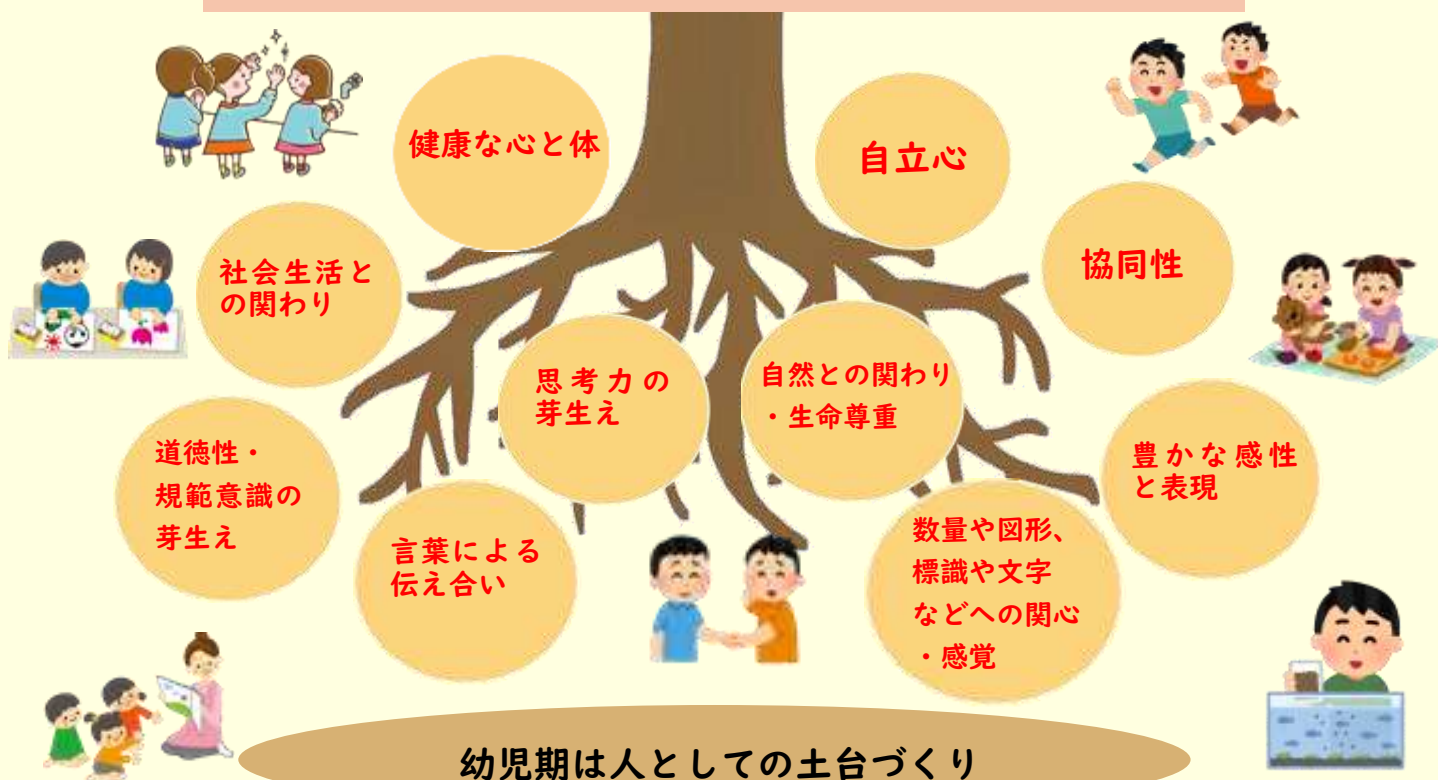 健康な心と体
自立心
社会生活と
の関わり
協同性
思考力の
芽生え
自然との関わり
・生命尊重
道徳性・
規範意識の
芽生え
豊かな感性
と表現
言葉による
伝え合い
数量や図形、
標識や文字
などへの関心
・感覚
幼児期は人としての土台づくり